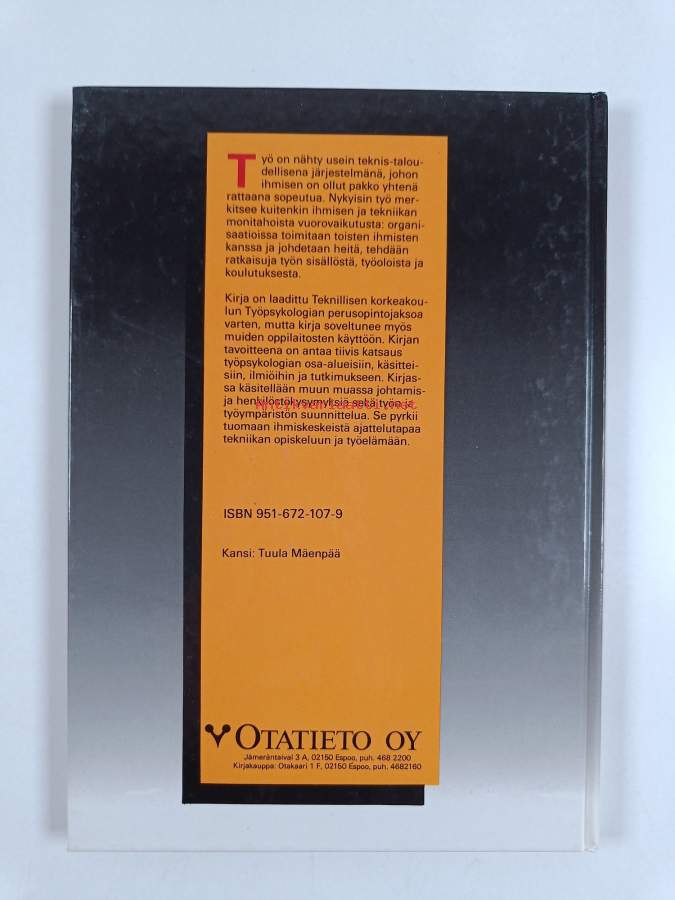 Työ on nähty usein teknis-talou-
dellisena järjestelmänä, johon
ihmisen on ollut pakko yhtenä
rattaana sopeutua. Nykyisin työ mer-
kitsee kuitenkin ihmisen ja tekniikan
monitahoista vuorovaikutusta: organi-
saatioissa toimitaan toisten ihmisten
kanssa ja johdetaan heitä, tehdään
ratkaisuja työn sisällöstä, työoloista ja
koulutuksesta.
Kirja on laadittu Teknillisen korkeakou-
lun Työpsykologian perusopintojaksoa
varten, mutta kirja soveltunee myös
muiden oppilaitosten käyttöön. Kirjan
tavoitteena on antaa tiivis katsaus
työpsykologian osa-alueisiin, käsittei-
siin, ilmiöihin ja tutkimukseen. Kirjas-
sa käsitellään muun muassa johtamis-
ja henkilöstökysymyksiä sekä työn ja
työympäristön suunnittelua. Se pyrkii
tuomaan ihmiskeskeistä ajattelutapaa
tekniikan opiskeluun ja työelämään.
ISBN 951-672-107-9
Kansi: Tuula Mäenpää
OTATIETO OY
Jämeräntaival 3 A, 02150 Espoo, puh. 468 2200
Kirjakauppa: Otakaari 1 F, 02150 Espoo, puh. 4682160